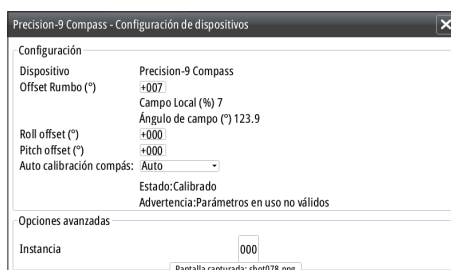 Precision-9 Compass - Configuración de dispositivos
Configuración
Dispositivo Precision-9 Compass
Offset Rumbo (°) +007
Campo Local (%) 7
Ángulo de campo (°) 123.9
Roll offset (°) +000
Pitch offset (°) +000
Auto calibración compás: Auto
Estado:Calibrado
Advertencia:Parámetros en uso no válidos
Opciones avanzadas
Instancia 000
Pantalla capturada: shot078.png